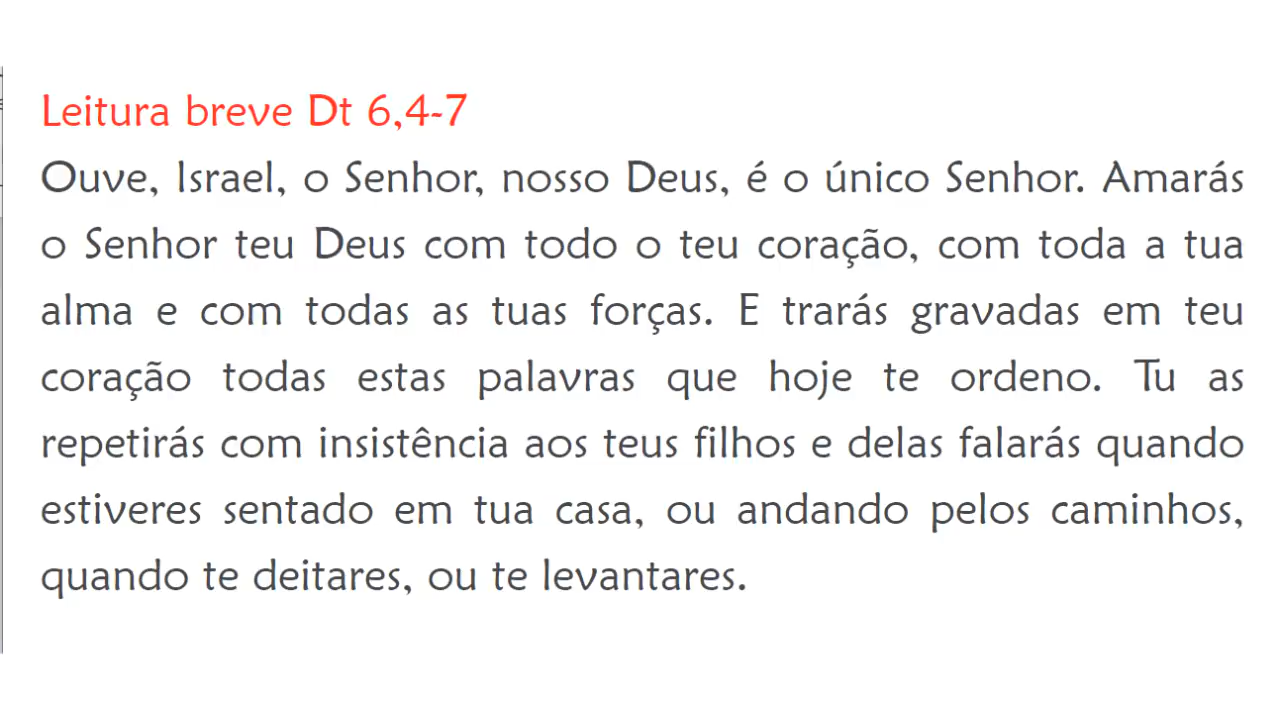 Leitura breve Dt 6,4-7
Ouve, Israel, o Senhor, nosso Deus, é o único Senhor. Amarás
o Senhor teu Deus com todo o teu coração, com toda a tua
alma e com todas as tuas forças. E trarás gravadas em teu
coração todas estas palavras que hoje te ordeno. Tu as
repetirás com insistência aos teus filhos e delas falarás quando
estiveres sentado em tua casa, ou andando pelos caminhos,
quando te deitares, ou te levantares.